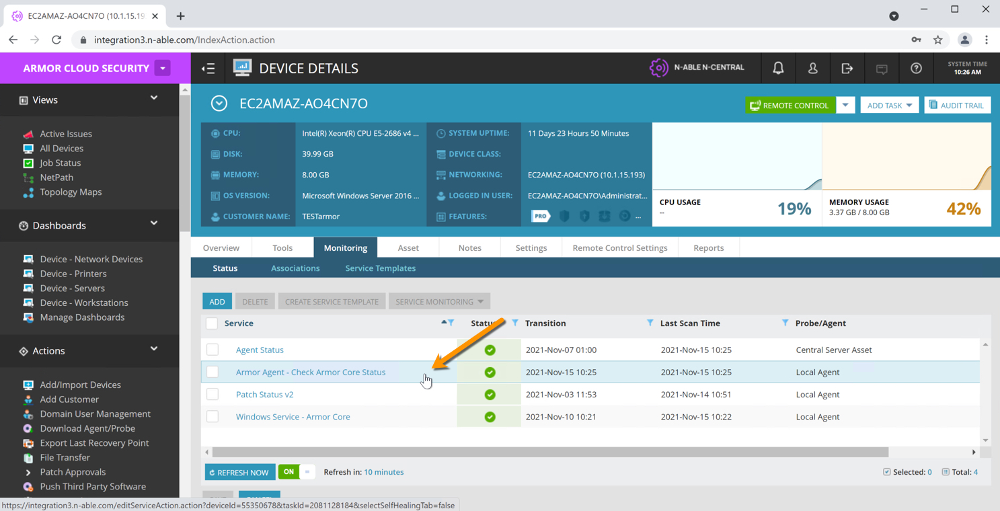 EC2AMAZ-AO4CN7O (10.1.15.19
integration3.n-able.com/IndexAction.action
ARMOR CLOUD SECURITY
DEVICE DETAILS
N-ABLE N-CENTRAL
SYSTEM TIME
10:26 AM
Views
Active Issues
All Devices
Job Status
NetPath
Topology Maps
Dashboards
Device - Network Devices
Device - Printers
Device - Servers
Device - Workstations
Manage Dashboards
Actions
Add/Import Devices
Add Customer
Domain User Management
Download Agent/Probe
Export Last Recovery Point
File Transfer
Patch Approvals
Push Third Party Software
EC2AMAZ-AO4CN7O
REMOTE CONTROL
ADD TASK
AUDIT TRAIL
CPU: Intel(R) Xeon(R) CPU E5-2686 v4 ...
DISK: 39.99 GB
MEMORY: 8.00 GB
OS VERSION: Microsoft Windows Server 2016 ...
CUSTOMER NAME: TESTarmor
SYSTEM UPTIME: 11 Days 23 Hours 50 Minutes
DEVICE CLASS:
NETWORKING: EC2AMAZ-AO4CN7O (10.1.15.193)
LOGGED IN USER: EC2AMAZ-AO4CN7O\Administrat...
FEATURES: PRO ...
CPU USAGE
--
19%
MEMORY USAGE
3.37 GB / 8.00 GB
42%
Overview Tools Monitoring Asset Notes Settings Remote Control Settings Reports
Status Associations Service Templates
ADD DELETE CREATE SERVICE TEMPLATE SERVICE MONITORING
Service Status Transition Last Scan Time Probe/Agent
Agent Status 2021-Nov-07 01:00 2021-Nov-15 10:25 Central Server Asset
Armor Agent - Check Armor Core Status 2021-Nov-15 10:25 2021-Nov-15 10:25 Local Agent
Patch Status v2 2021-Nov-03 11:53 2021-Nov-14 10:51 Local Agent
Windows Service - Armor Core 2021-Nov-10 10:21 2021-Nov-15 10:22 Local Agent
REFRESH NOW ON Refresh in: 10 minutes Selected: 0 Total: 4
https://integration3.n-able.com/editServiceAction.action?deviceId=55350678&taskId=2081128184&selectSelfHealingTab=false